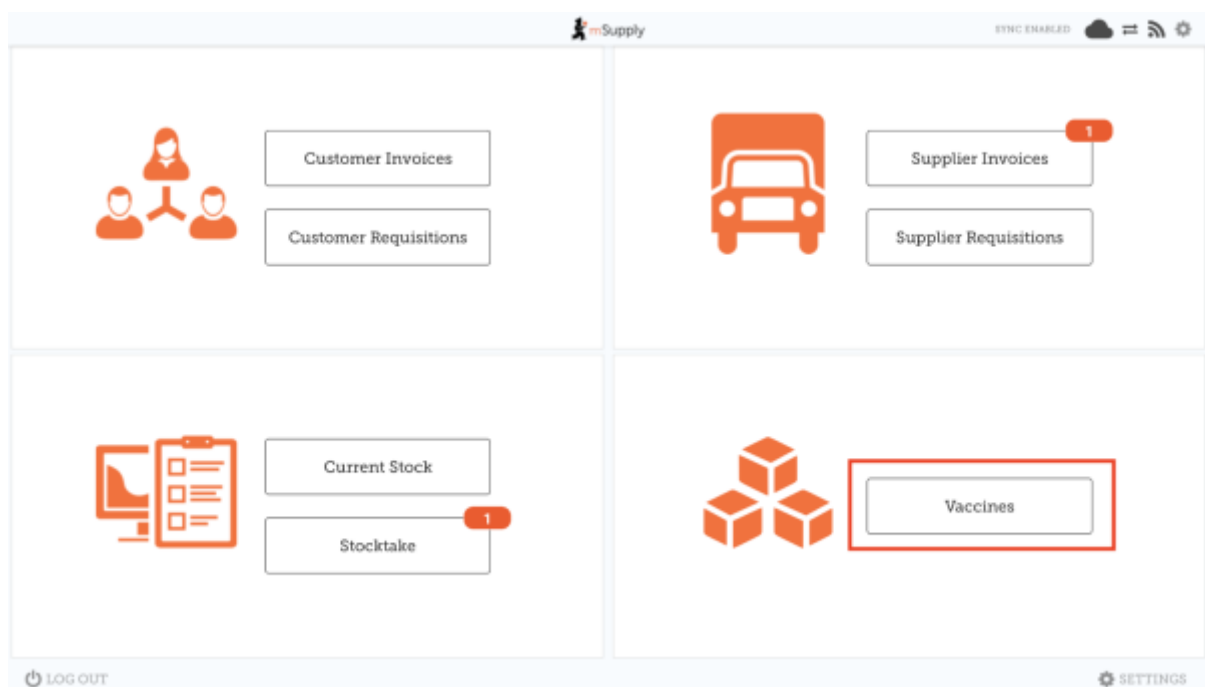 mSupply
SYNC ENABLED
Customer Invoices
Customer Requisitions
1
Supplier Invoices
Supplier Requisitions
Current Stock
1
Stocktake
Vaccines
LOG OUT
SETTINGS